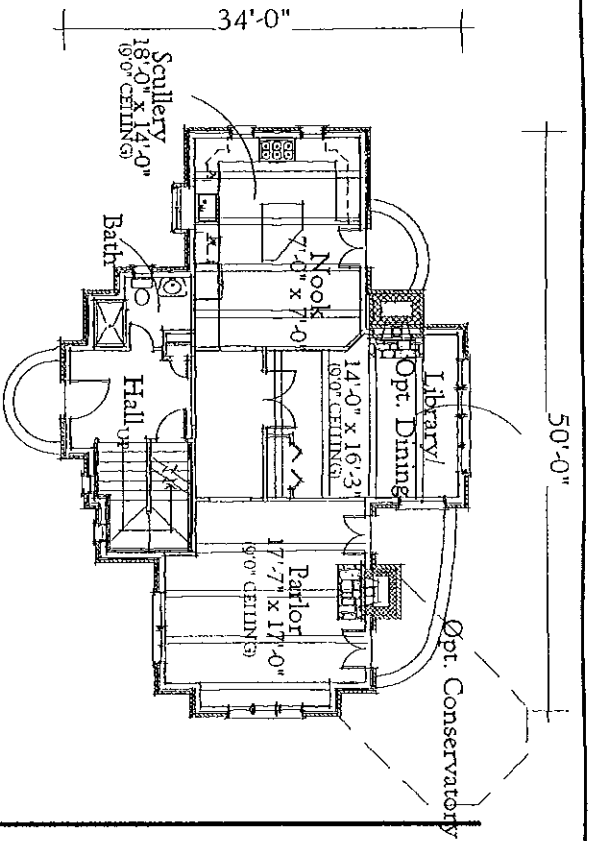 34'-0"
50'-0"
Scullery
18'-0" x 14'-0"
(9'0" CEILING)
Nook
7'-0" x 7'-0"
Library
Opt. Dining
14'-0" x 16'-3"
(9'0" CEILING)
Bath
Hall
up
Parlor
17'-7" x 17'-0"
(9'0" CEILING)
Opt. Conservatory